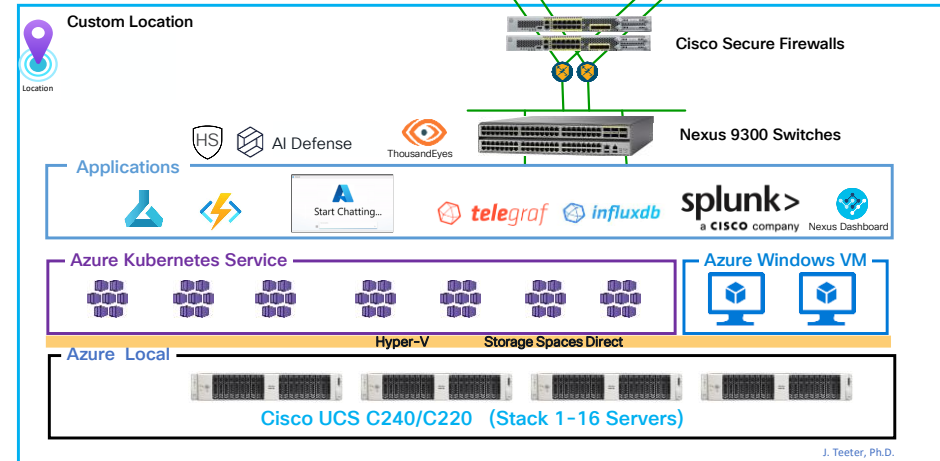 Custom Location
Location
Cisco Secure Firewalls
Nexus 9300 Switches
HS
AI Defense
ThousandEyes
Applications
Start Chatting...
telegraf
influxdb
splunk>
a CISCO company
Nexus Dashboard
Azure Kubernetes Service
Azure Windows VM
Hyper-V
Storage Spaces Direct
Azure Local
Cisco UCS C240/C220 (Stack 1-16 Servers)
J. Teeter, Ph.D.